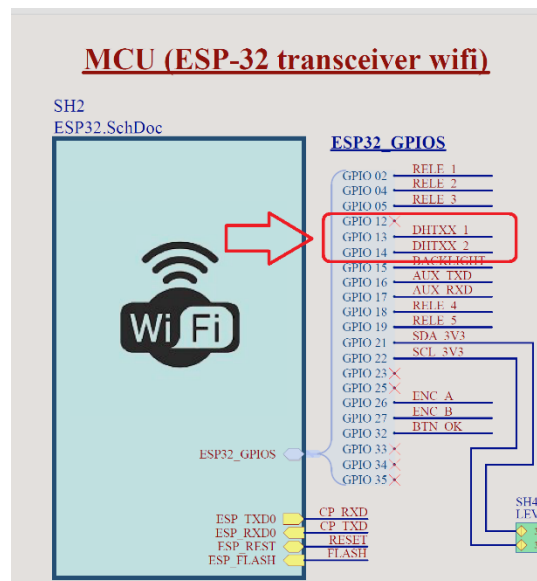 MCU (ESP-32 transceiver wifi)
SH2
ESP32.SchDoc
ESP32_GPIOS
GPIO 02 RELE_1
GPIO 04 RELE_2
GPIO 05 RELE_3
GPIO 12
GPIO 13 DHTXX_1
GPIO 14 DHTXX_2
GPIO 15 BACKLIGHT
GPIO 16 AUX_TXD
GPIO 17 AUX_RXD
GPIO 18 RELE_4
GPIO 19 RELE_5
GPIO 21 SDA_3V3
GPIO 22 SCL_3V3
GPIO 23
GPIO 25
GPIO 26 ENC_A
GPIO 27 ENC_B
GPIO 32 BTN_OK
GPIO 33
GPIO 34
GPIO 35
Wi Fi
ESP32_GPIOS
ESP_TXD0 CP_RXD
ESP_RXD0 CP_TXD
ESP_REST RESET
ESP_FLASH FLASH
SH4
LEV